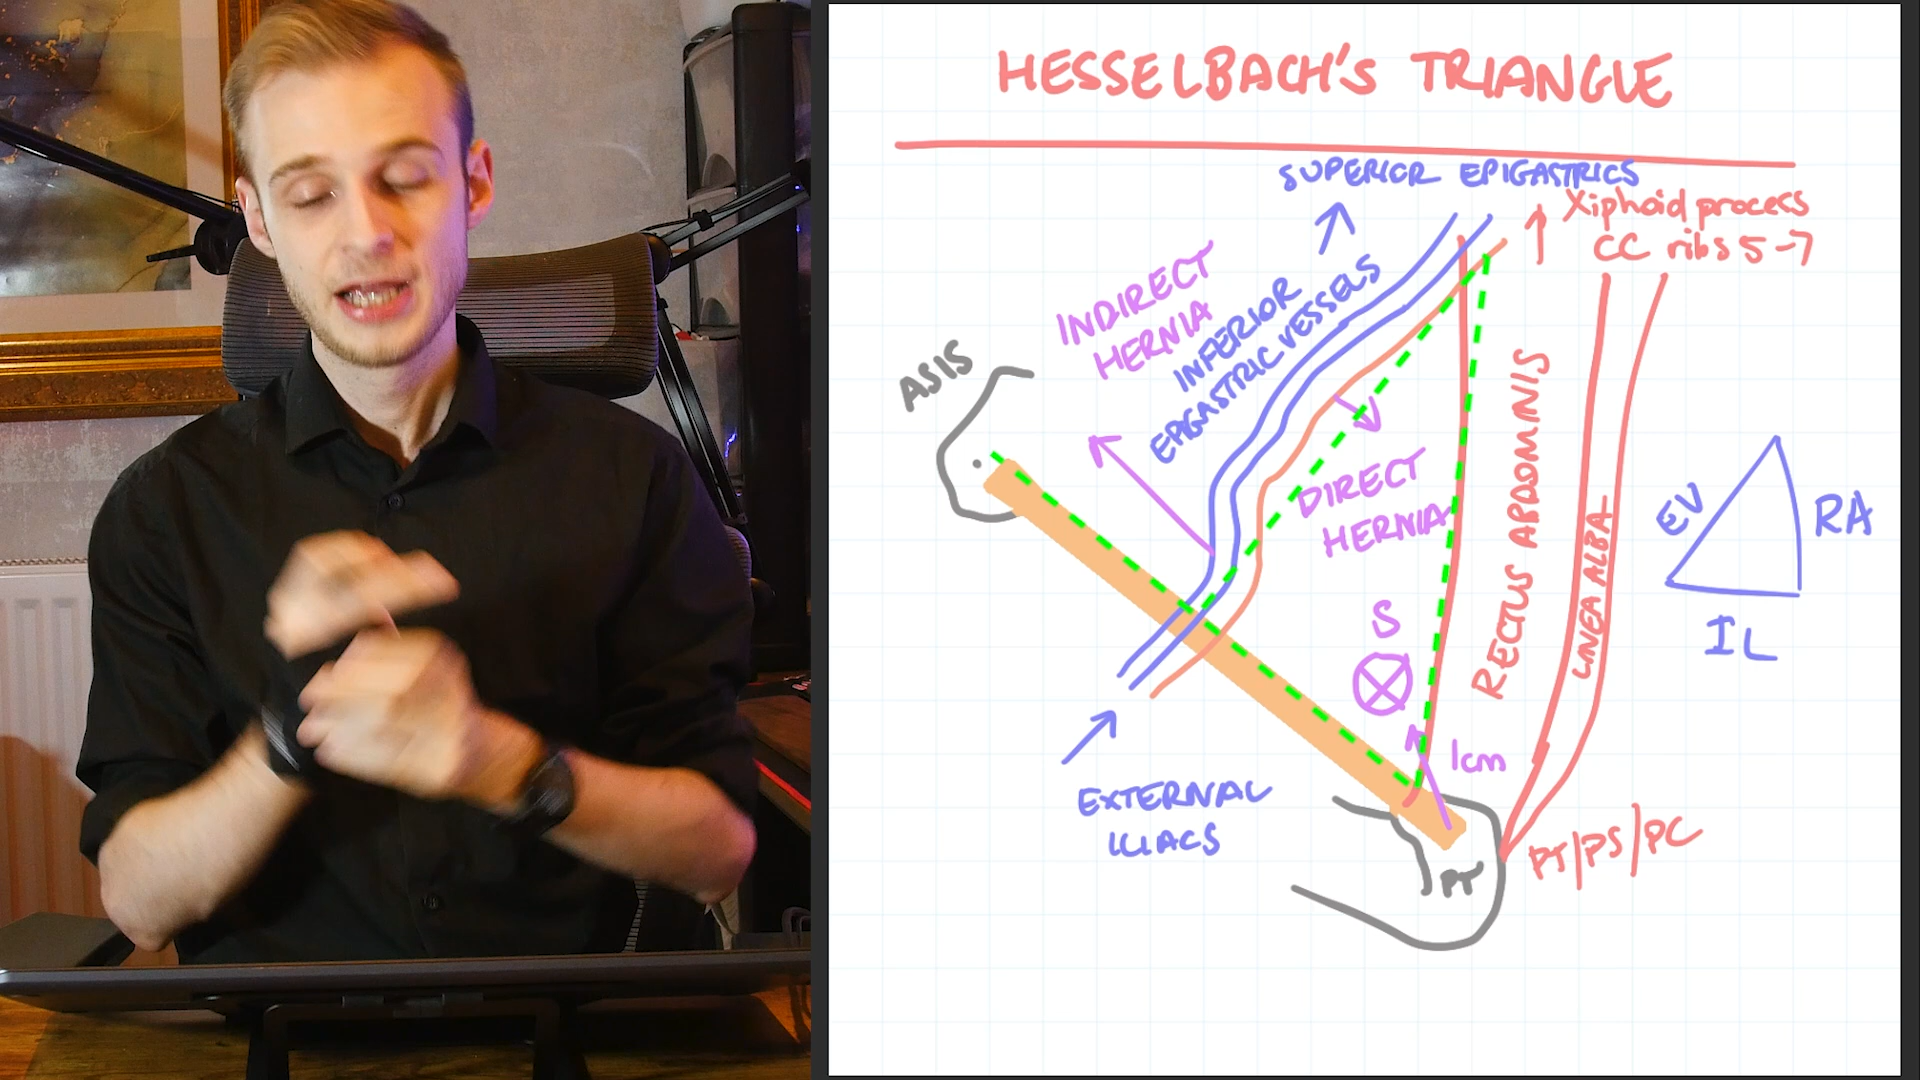 HESSELBACH'S TRIANGLE
SUPERIOR EPIGASTRICS
Xiphoid process
CC ribs 5-7
INDIRECT
HERNIA
INFERIOR
EPIGASTRIC VESSELS
ASIS
DIRECT
HERNIA
RECTUS ABDOMINIS
LINEA ALBA
EV
RA
IL
S
1cm
EXTERNAL
ILIACS
PT
PT/PS/PC